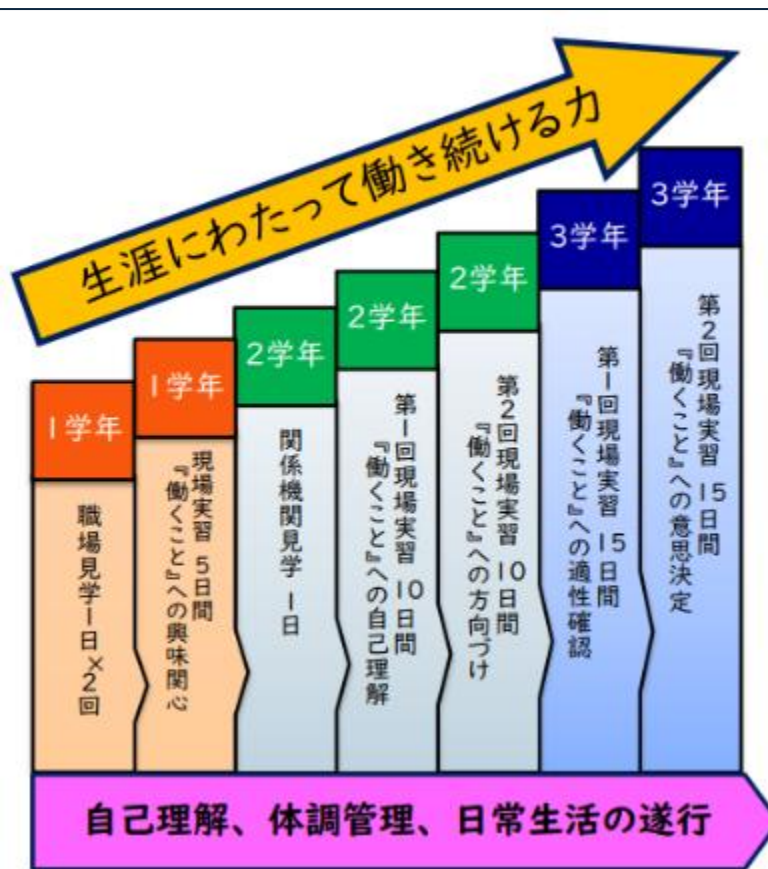 生涯にわたって働き続ける力
1学年
職場見学1日×2回
1学年
現場実習 5日間
『働くこと』への興味関心
2学年
関係機関見学 1日
2学年
第1回現場実習 10日間
『働くこと』への自己理解
2学年
第2回現場実習 10日間
『働くこと』への方向づけ
3学年
第1回現場実習 15日間
『働くこと』への適性確認
3学年
第2回現場実習 15日間
『働くこと』への意思決定
自己理解、体調管理、日常生活の遂行